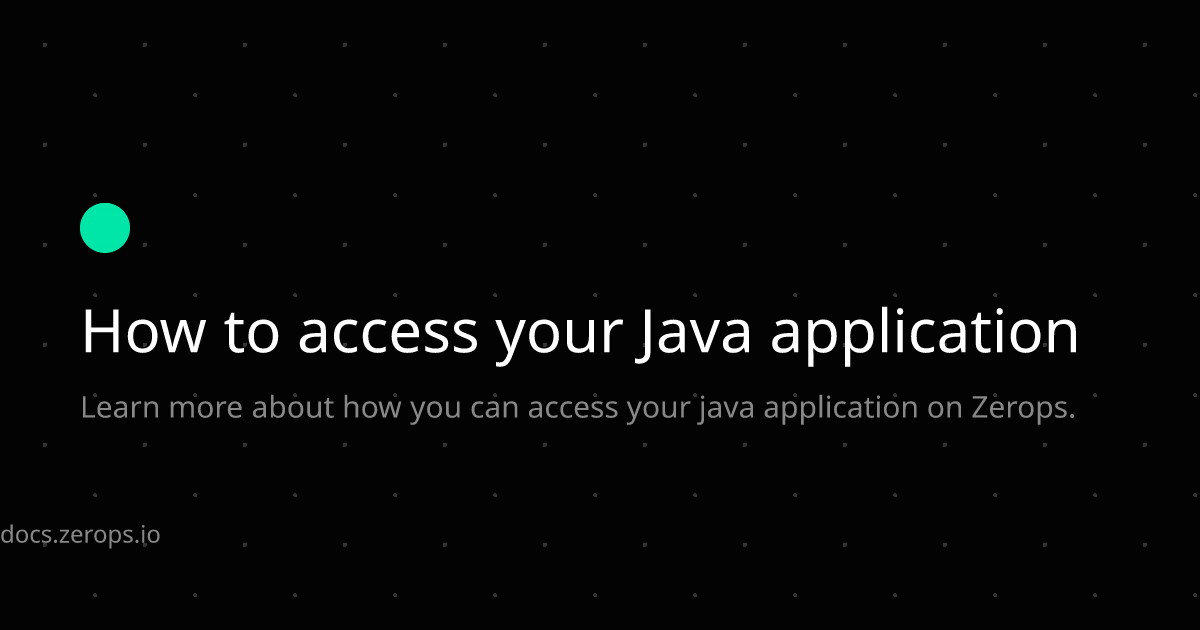 How to access your Java application
Learn more about how you can access your java application on Zerops.
docs.zerops.io